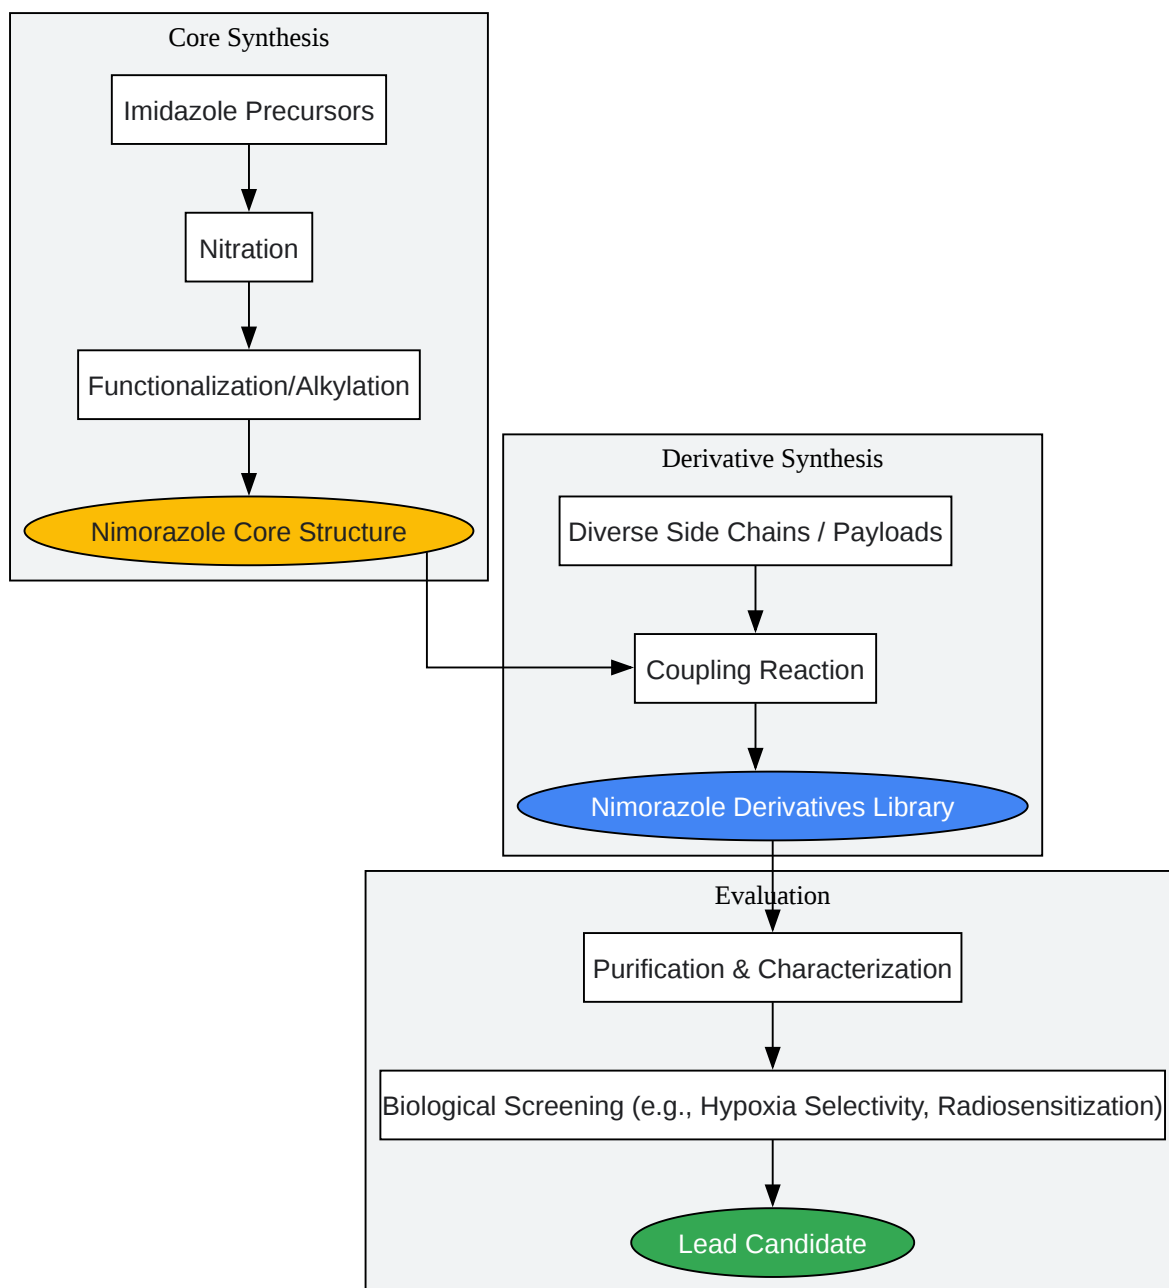 Core Synthesis
Imidazole Precursors
Nitration
Functionalization/Alkylation
Nimorazole Core Structure
Derivative Synthesis
Diverse Side Chains / Payloads
Coupling Reaction
Nimorazole Derivatives Library
Evaluation
Purification & Characterization
Biological Screening (e.g., Hypoxia Selectivity, Radiosensitization)
Lead Candidate